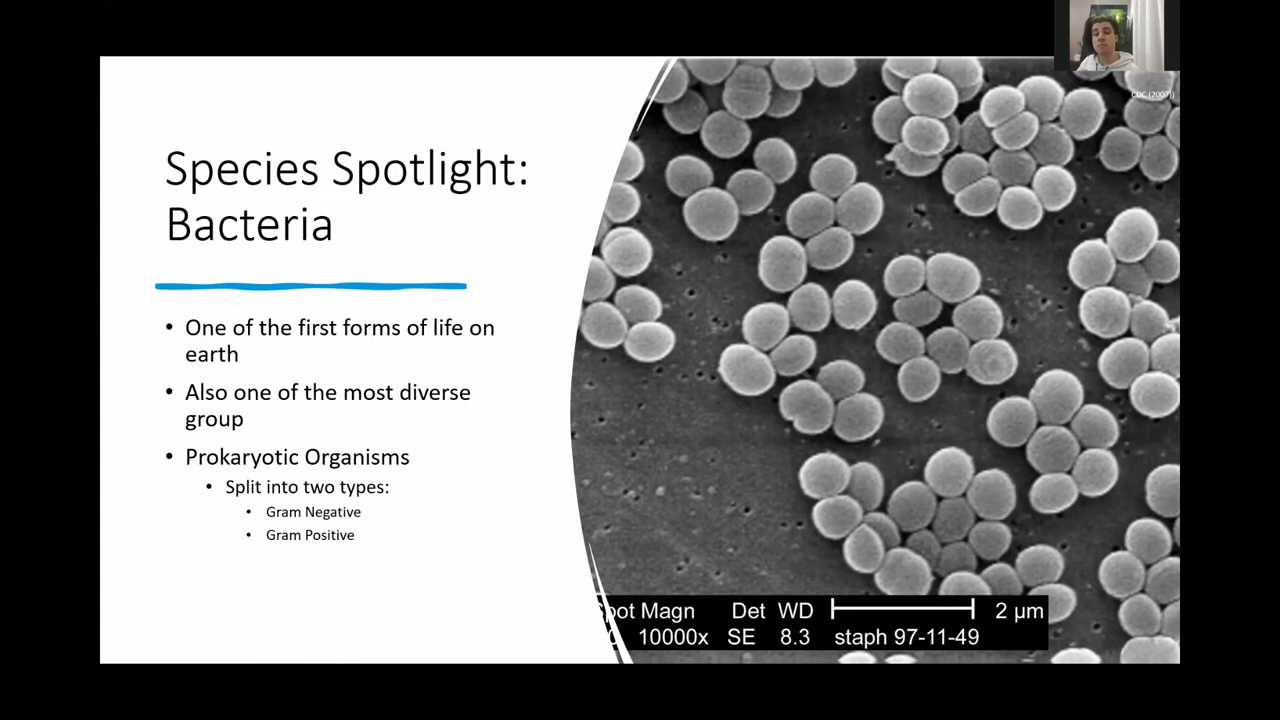 CDC (2007))
Species Spotlight:
Bacteria
• One of the first forms of life on
earth
• Also one of the most diverse
group
• Prokaryotic Organisms
• Split into two types:
• Gram Negative
• Gram Positive
Magn Det WD 2 µm
10000x SE 8.3 staph 97-11-49